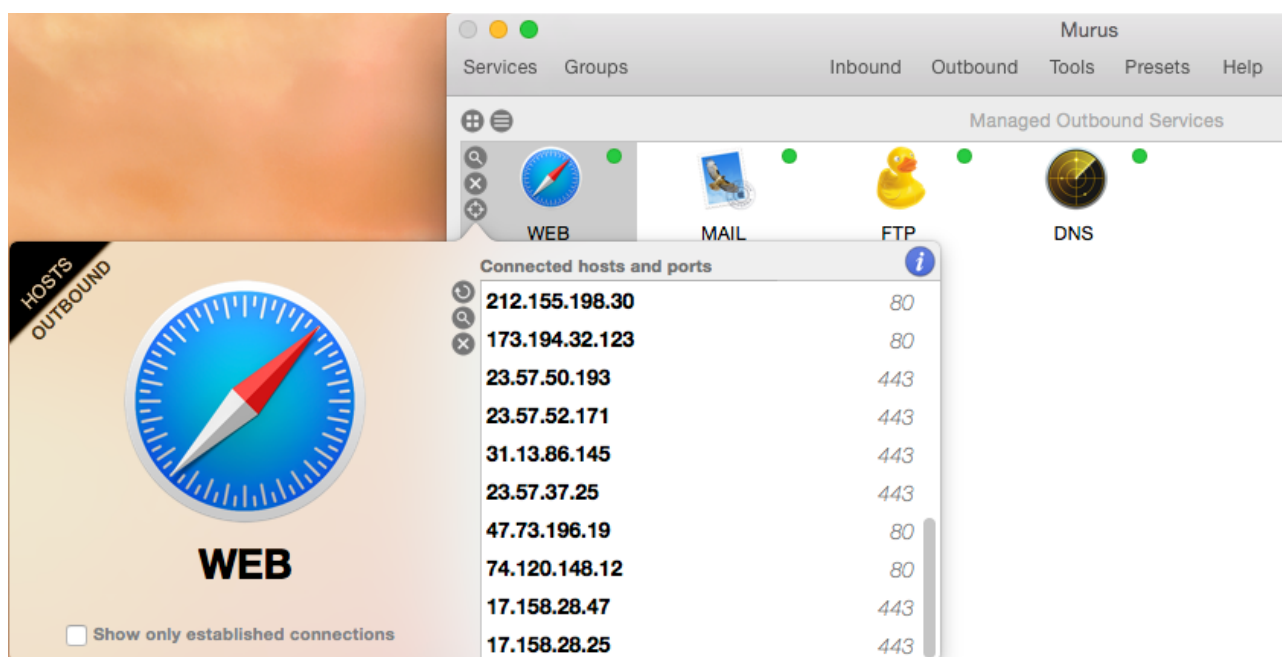 Murus
Services Groups Inbound Outbound Tools Presets Help
Managed Outbound Services
WEB MAIL FTP DNS
HOSTS
OUTBOUND
Connected hosts and ports
i
212.155.198.30 80
173.194.32.123 80
23.57.50.193 443
23.57.52.171 443
31.13.86.145 443
23.57.37.25 443
47.73.196.19 80
74.120.148.12 80
17.158.28.47 443
17.158.28.25 443
WEB
Show only established connections